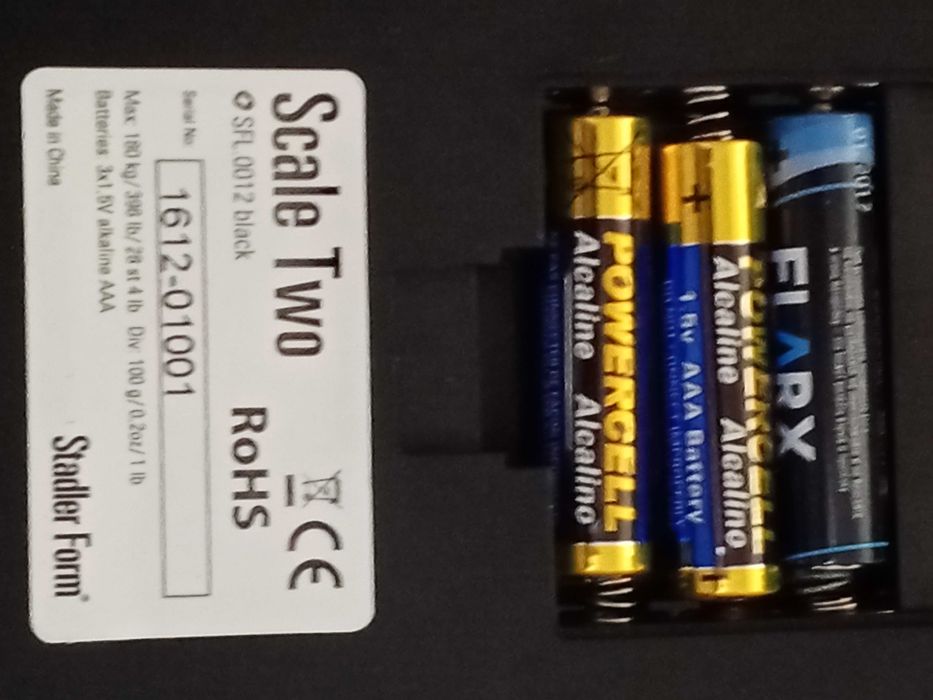 Scale Two
SFL.0012 black
RoHS
CE
Serial No:
1612-01001
Max: 180 kg / 396 lb / 28 st 4 lb Div: 100 g / 0.2oz / 1 lb
Batteries: 3x1,5V alkaline AAA
Made in China
Stadler Form®
POWERCELL
Alcaline Alcaline
POWERCELL
Alcaline Alcaline
1.5v AAA Battery
+
FLARX